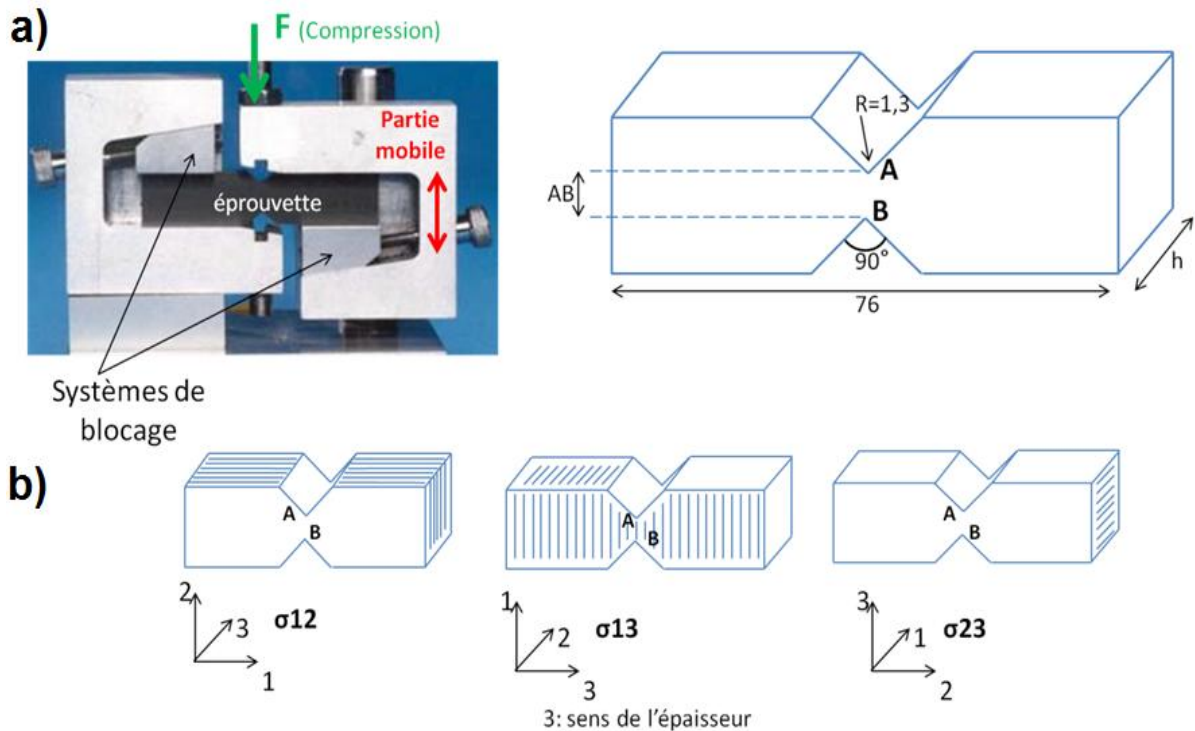 a)
F (Compression)
Partie
mobile
éprouvette
Systèmes de
blocage
R=1,3
A
AB
B
90°
h
76
b)
A
B
2
3
σ12
1
A
B
1
2
σ13
3
A
B
3
1
σ23
2
3: sens de l'épaisseur